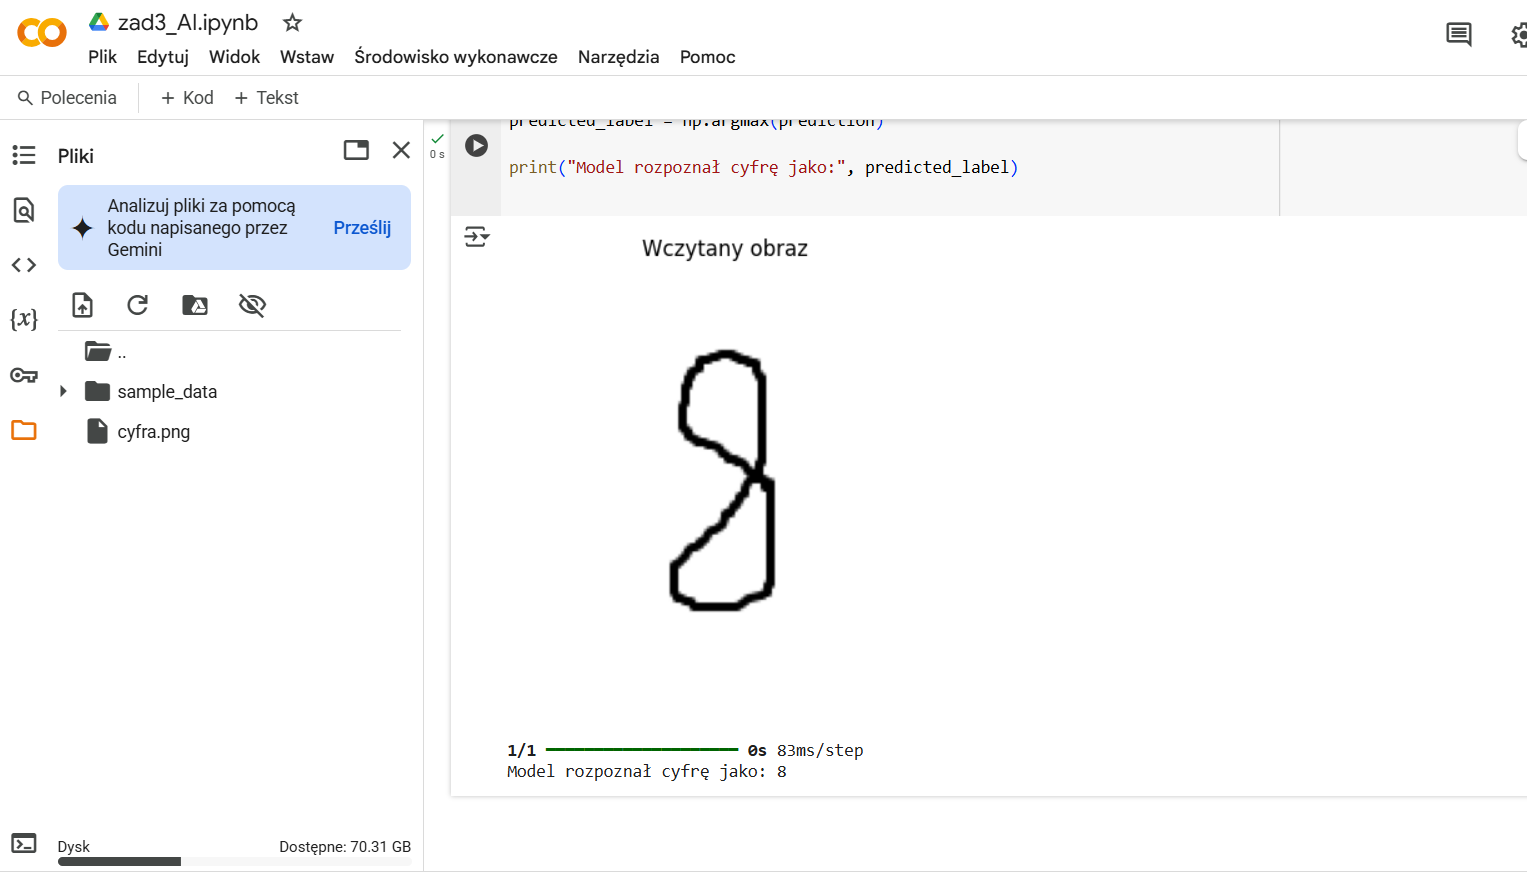 zad3_AI.ipynb
Plik Edytuj Widok Wstaw Środowisko wykonawcze Narzędzia Pomoc
Polecenia + Kod + Tekst
Pliki
Analizuj pliki za pomocą
kodu napisanego przez
Gemini
Prześlij
{x}
..
sample_data
cyfra.png
Dysk Dostępne: 70.31 GB
0 s
predicted_label = np.argmax(prediction)
print("Model rozpoznał cyfrę jako:", predicted_label)
Wczytany obraz
8
1/1 0s 83ms/step
Model rozpoznał cyfrę jako: 8